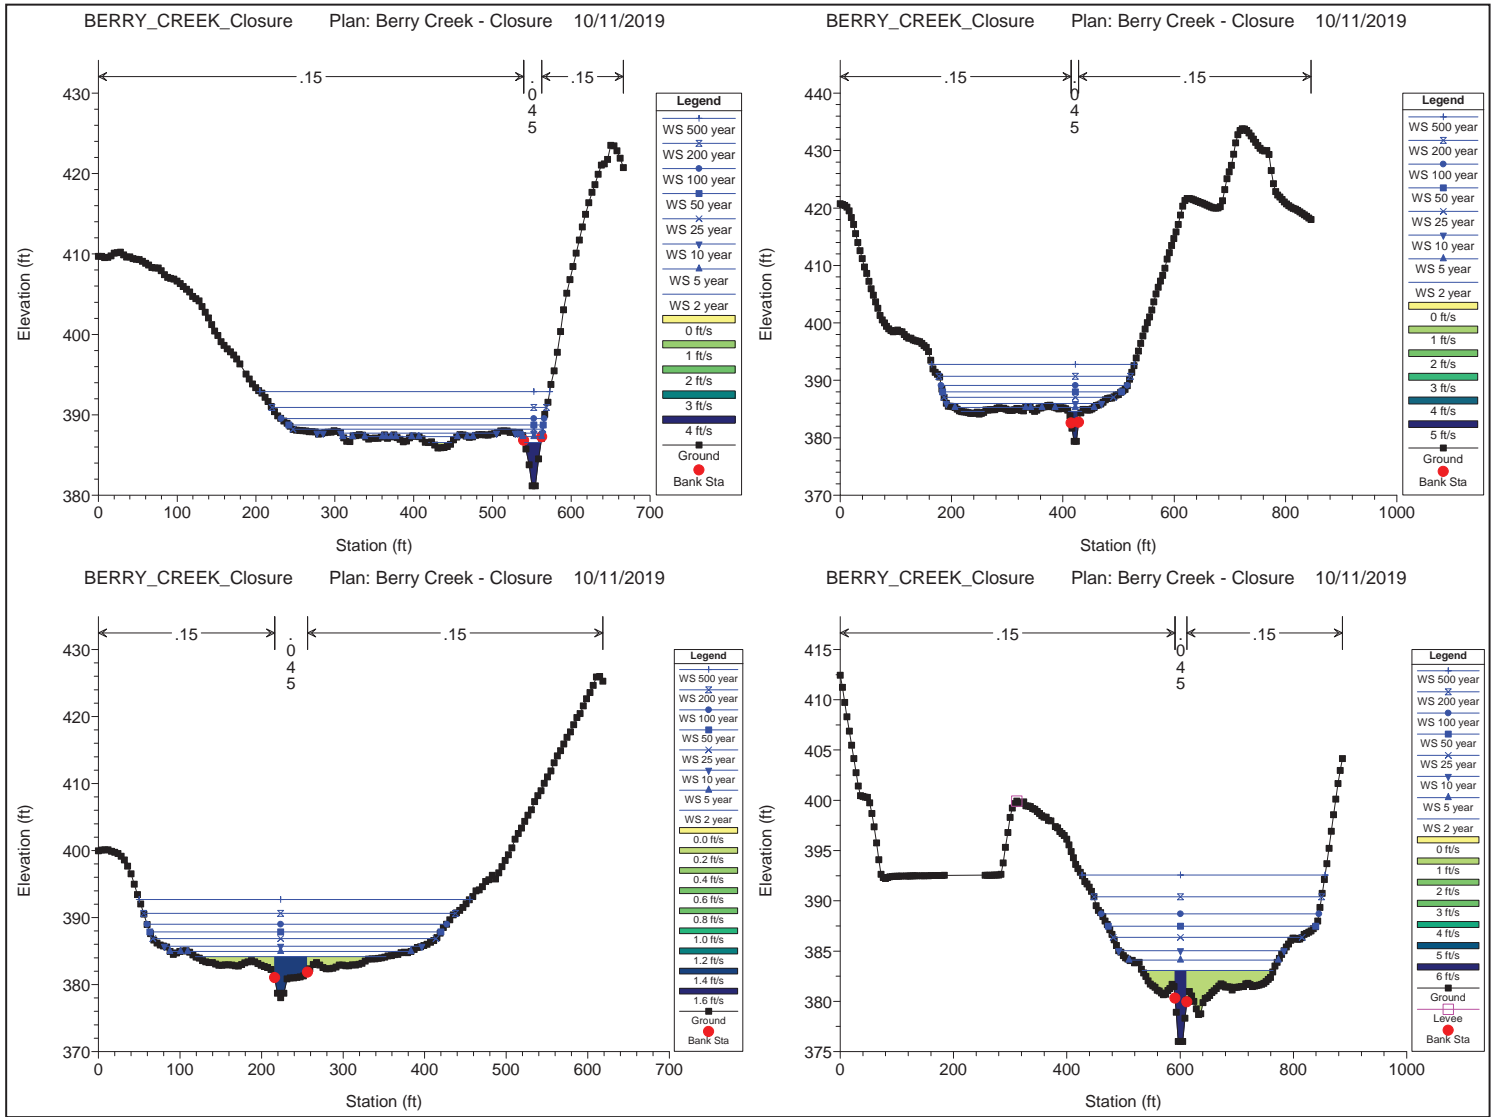 BERRY_CREEK_Closure Plan: Berry Creek - Closure 10/11/2019
.15
.045
.15
430
420
410
400
390
380
Elevation (ft)
0 100 200 300 400 500 600 700
Station (ft)
Legend
WS 500 year
WS 200 year
WS 100 year
WS 50 year
WS 25 year
WS 10 year
WS 5 year
WS 2 year
0 ft/s
1 ft/s
2 ft/s
3 ft/s
4 ft/s
Ground
Bank Sta
BERRY_CREEK_Closure Plan: Berry Creek - Closure 10/11/2019
.15
.045
.15
440
430
420
410
400
390
380
370
Elevation (ft)
0 200 400 600 800 1000
Station (ft)
Legend
WS 500 year
WS 200 year
WS 100 year
WS 50 year
WS 25 year
WS 10 year
WS 5 year
WS 2 year
0 ft/s
1 ft/s
2 ft/s
3 ft/s
4 ft/s
5 ft/s
Ground
Bank Sta
BERRY_CREEK_Closure Plan: Berry Creek - Closure 10/11/2019
.15
.045
.15
430
420
410
400
390
380
370
Elevation (ft)
0 100 200 300 400 500 600 700
Station (ft)
Legend
WS 500 year
WS 200 year
WS 100 year
WS 50 year
WS 25 year
WS 10 year
WS 5 year
WS 2 year
0.0 ft/s
0.2 ft/s
0.4 ft/s
0.6 ft/s
0.8 ft/s
1.0 ft/s
1.2 ft/s
1.4 ft/s
1.6 ft/s
Ground
Bank Sta
BERRY_CREEK_Closure Plan: Berry Creek - Closure 10/11/2019
.15
.045
.15
415
410
405
400
395
390
385
380
375
Elevation (ft)
0 200 400 600 800 1000
Station (ft)
Legend
WS 500 year
WS 200 year
WS 100 year
WS 50 year
WS 25 year
WS 10 year
WS 5 year
WS 2 year
0 ft/s
1 ft/s
2 ft/s
3 ft/s
4 ft/s
5 ft/s
6 ft/s
Ground
Levee
Bank Sta